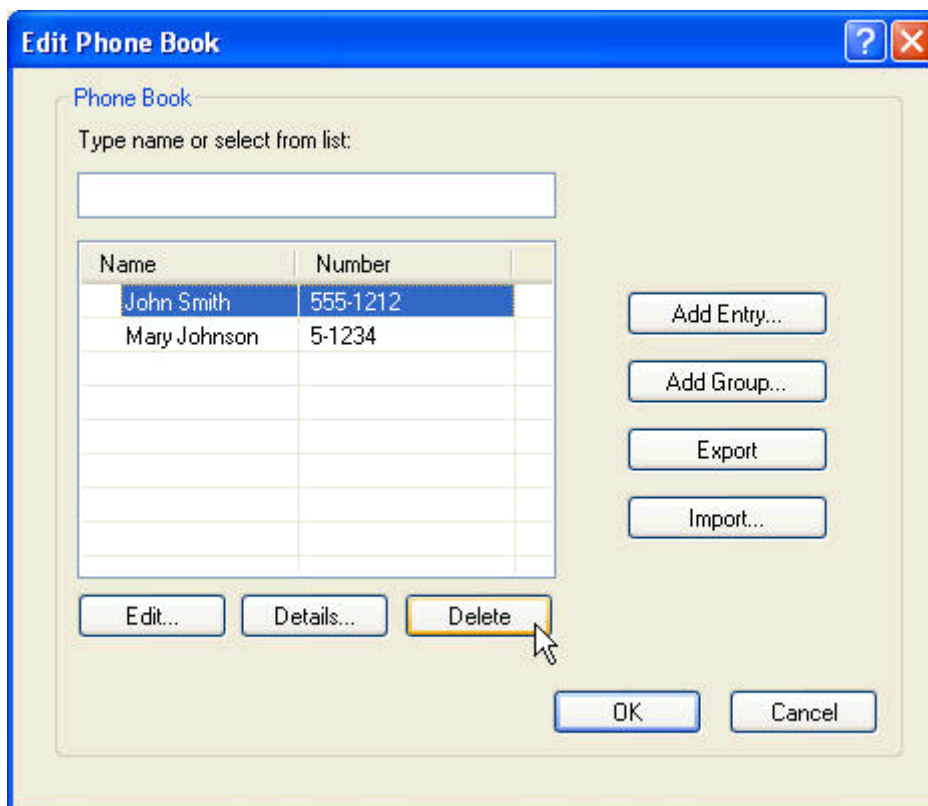 Edit Phone Book
Phone Book
Type name or select from list:
Name Number
John Smith 555-1212
Mary Johnson 5-1234
Add Entry...
Add Group...
Export
Import...
Edit... Details... Delete
OK Cancel